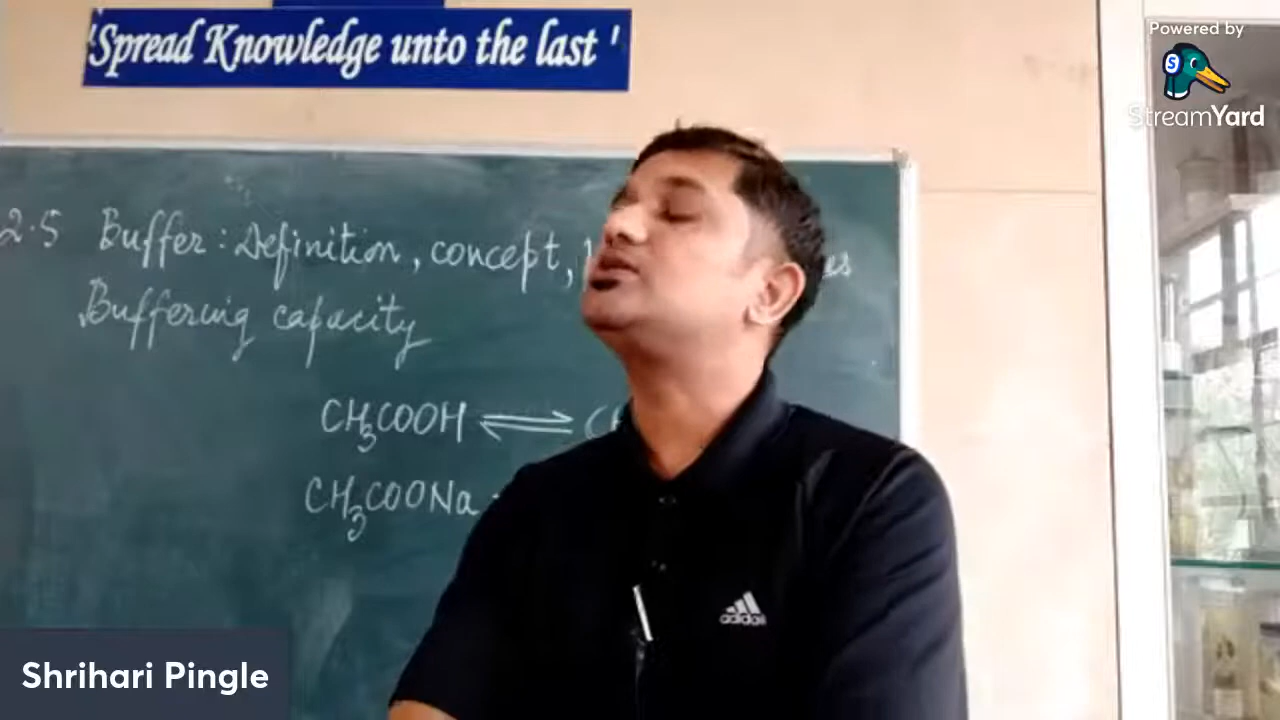 'Spread Knowledge unto the last '
Powered by
StreamYard
2.5 Buffer : Definition, concept,
Buffering capacity
CH3COOH ⇌
CH3COONa
adidas
Shrihari Pingle